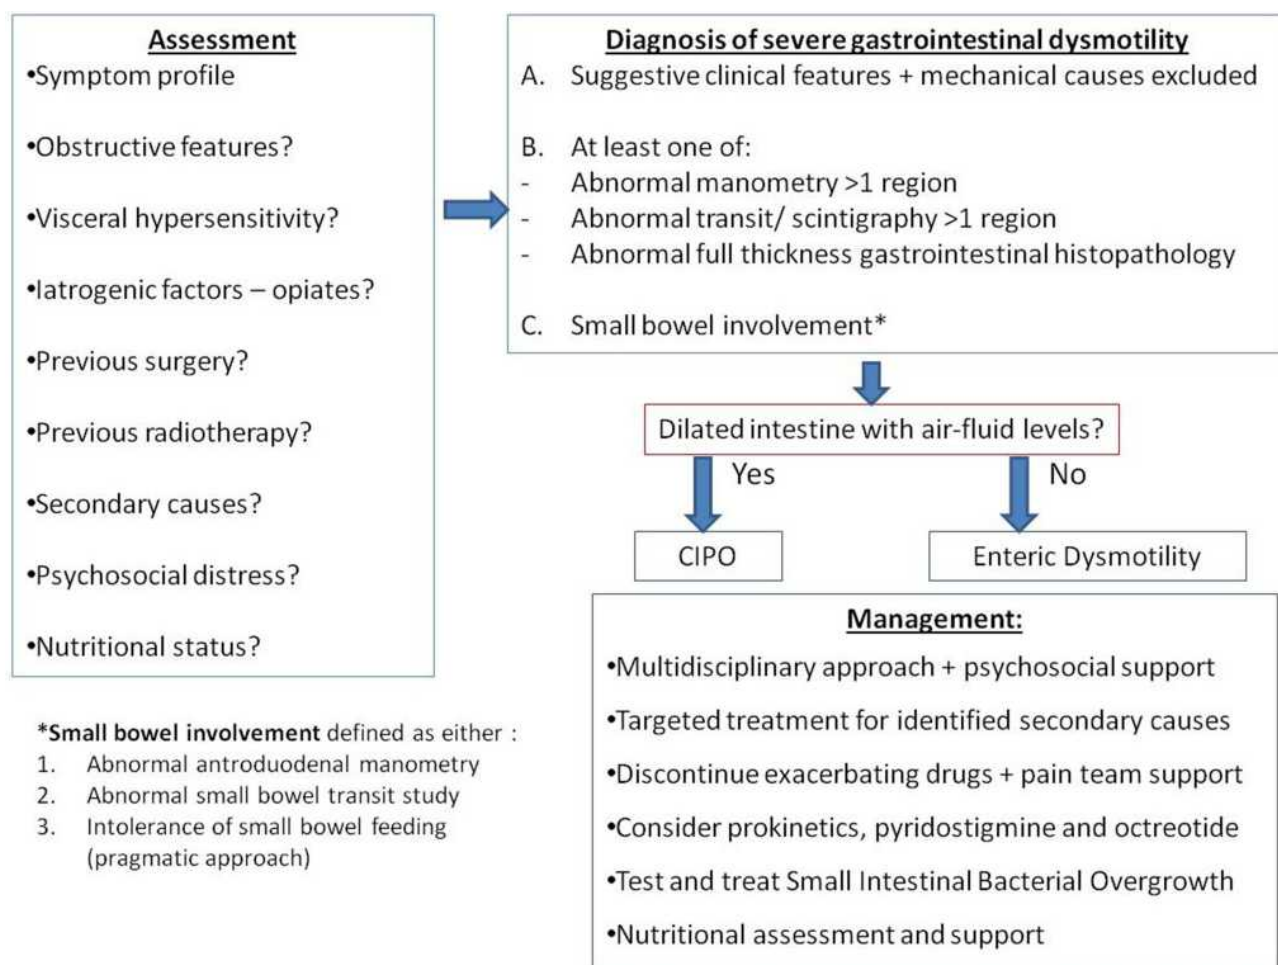 Assessment
•Symptom profile
•Obstructive features?
•Visceral hypersensitivity?
•Iatrogenic factors – opiates?
•Previous surgery?
•Previous radiotherapy?
•Secondary causes?
•Psychosocial distress?
•Nutritional status?
Diagnosis of severe gastrointestinal dysmotility
A. Suggestive clinical features + mechanical causes excluded
B. At least one of:
- Abnormal manometry >1 region
- Abnormal transit/ scintigraphy >1 region
- Abnormal full thickness gastrointestinal histopathology
C. Small bowel involvement*
Dilated intestine with air-fluid levels?
Yes
No
CIPO
Enteric Dysmotility
Management:
•Multidisciplinary approach + psychosocial support
•Targeted treatment for identified secondary causes
•Discontinue exacerbating drugs + pain team support
•Consider prokinetics, pyridostigmine and octreotide
•Test and treat Small Intestinal Bacterial Overgrowth
•Nutritional assessment and support
*Small bowel involvement defined as either :
1. Abnormal antroduodenal manometry
2. Abnormal small bowel transit study
3. Intolerance of small bowel feeding
(pragmatic approach)